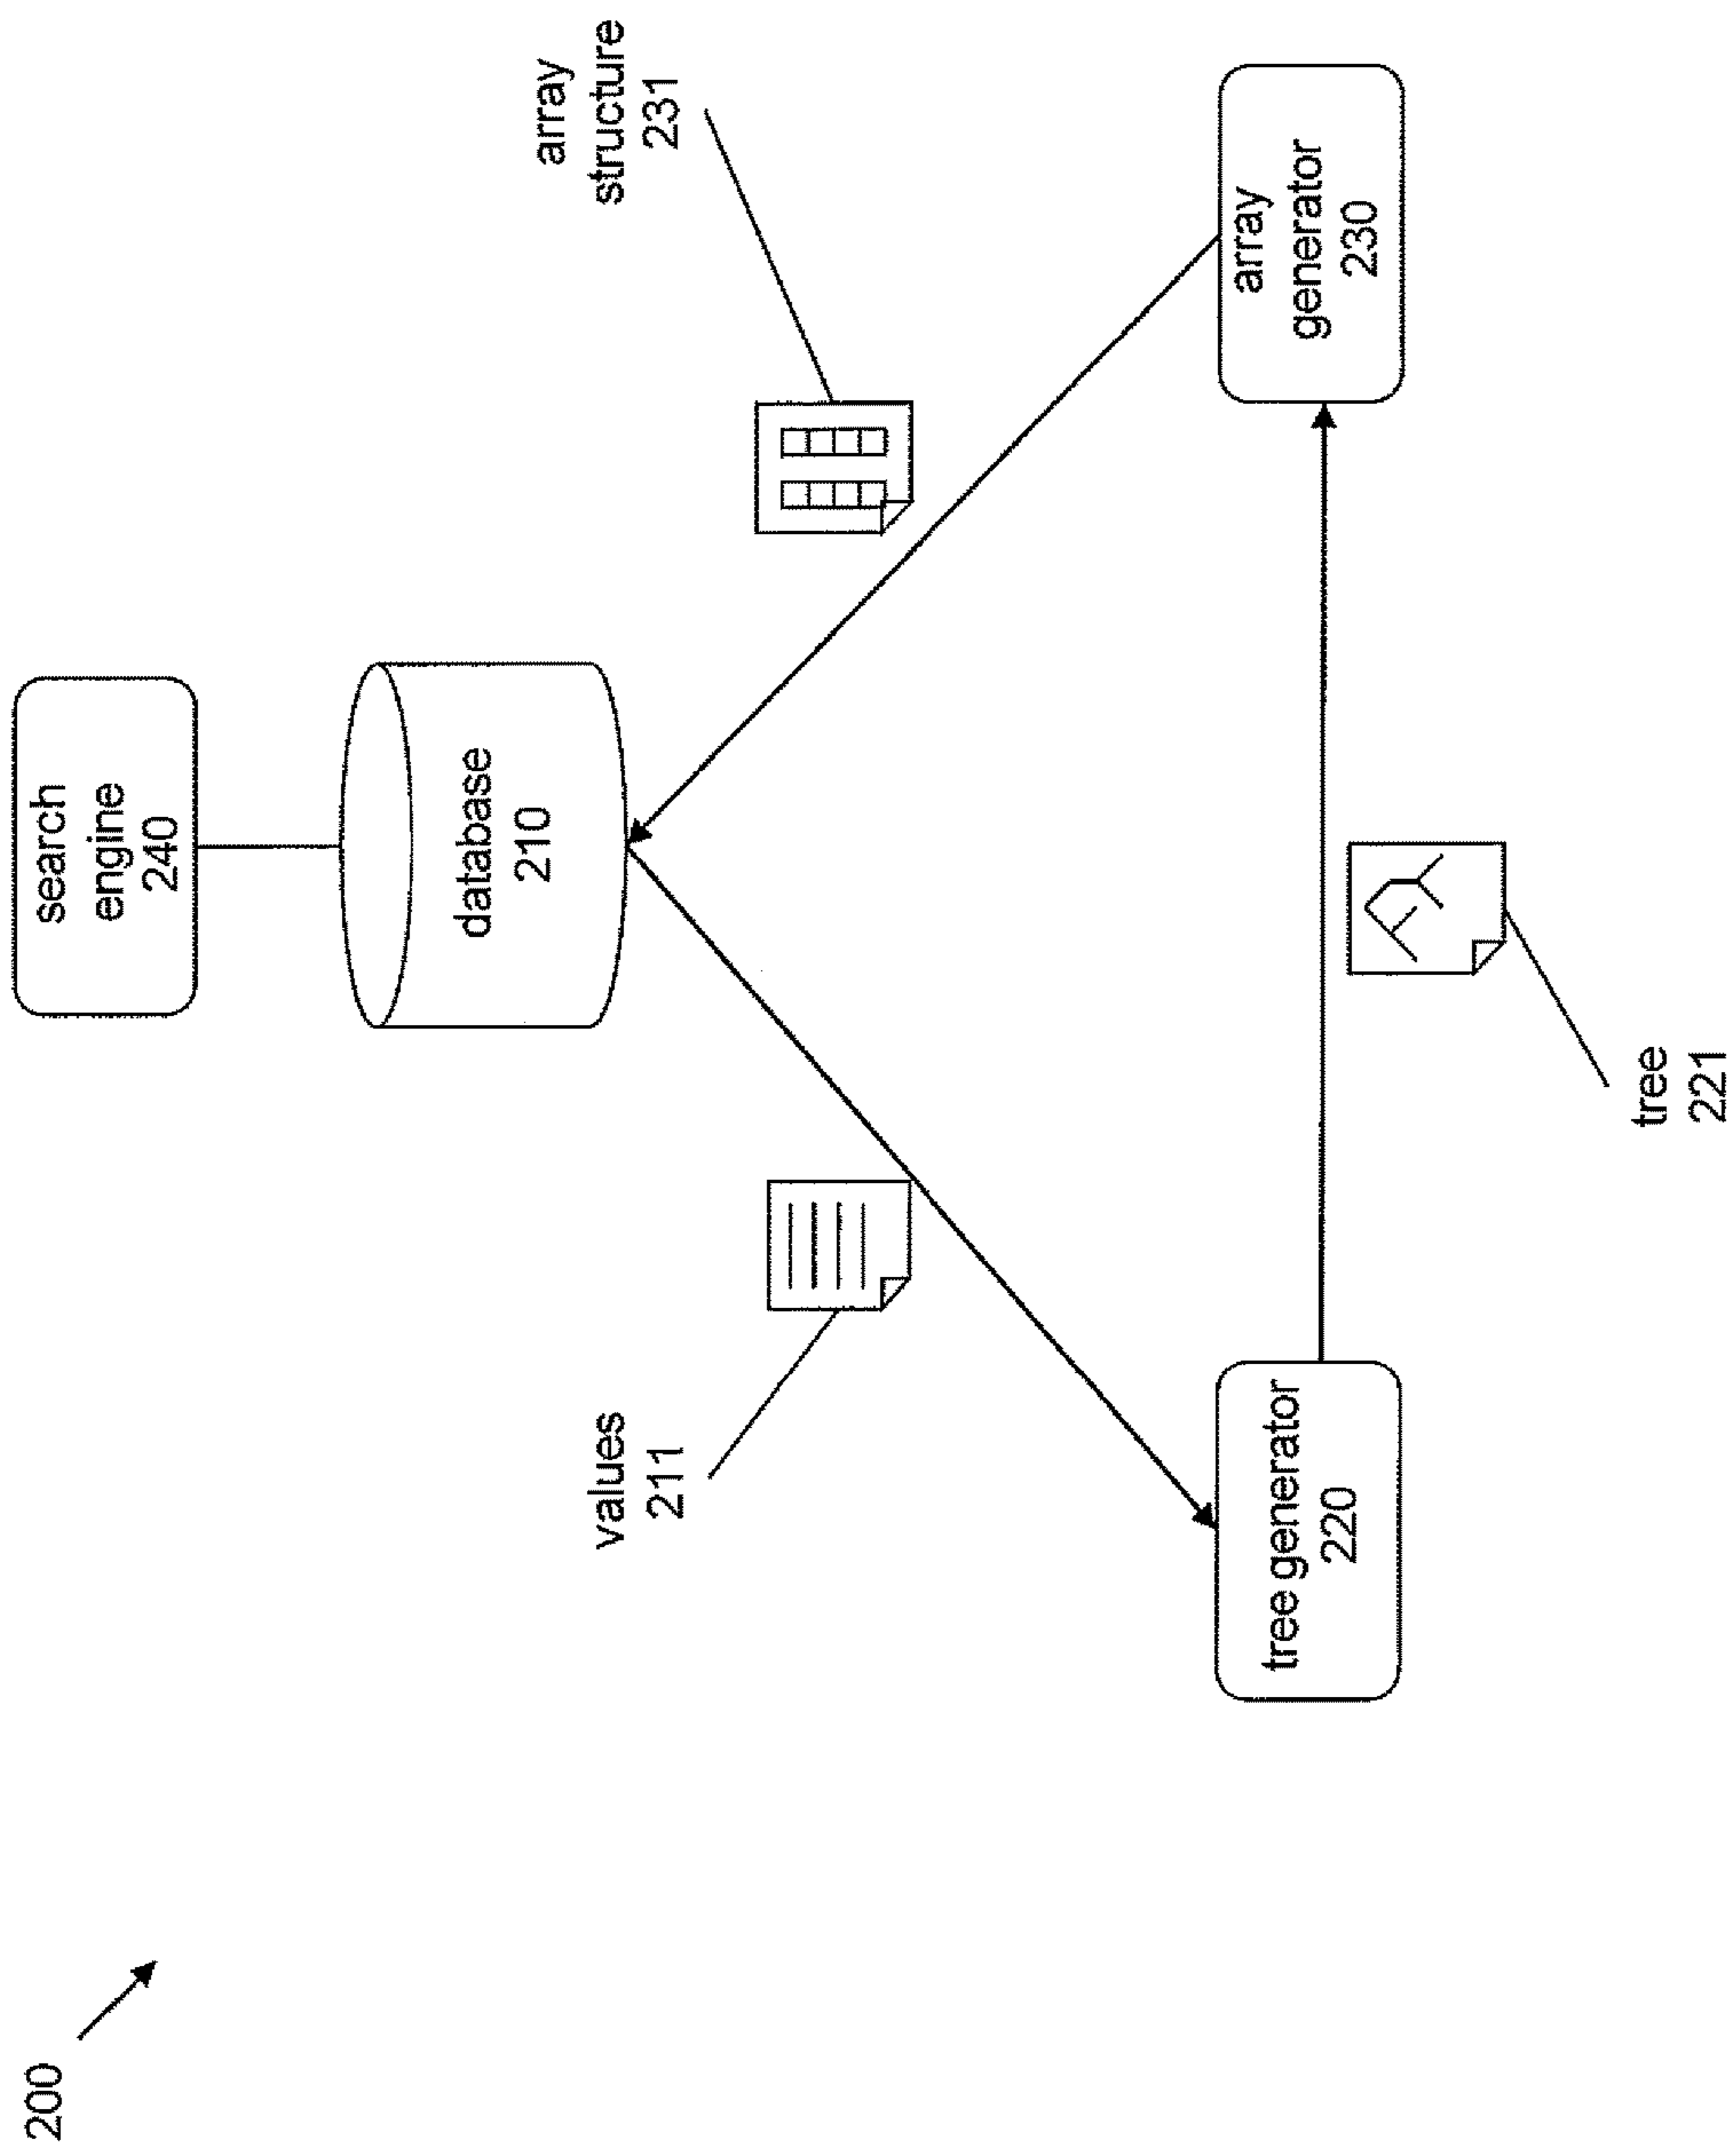 200
search
engine
240
database
210
values
211
array
structure
231
tree generator
220
array
generator
230
tree
221